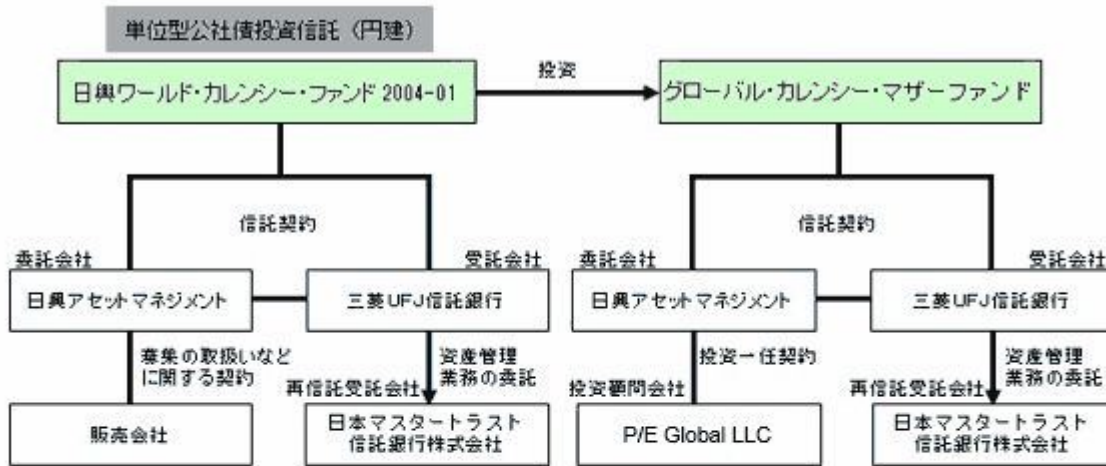 単位型公社債投資信託（円建）
日興ワールド・カレンシー・ファンド 2004-01
投資
グローバル・カレンシー・マザーファンド
信託契約
信託契約
委託会社
受託会社
委託会社
受託会社
日興アセットマネジメント
三菱UFJ信託銀行
日興アセットマネジメント
三菱UFJ信託銀行
募集の取扱いなど
に関する契約
資産管理
業務の委託
投資一任契約
資産管理
業務の委託
再信託受託会社
投資顧問会社
再信託受託会社
販売会社
日本マスタートラスト
信託銀行株式会社
P/E Global LLC
日本マスタートラスト
信託銀行株式会社